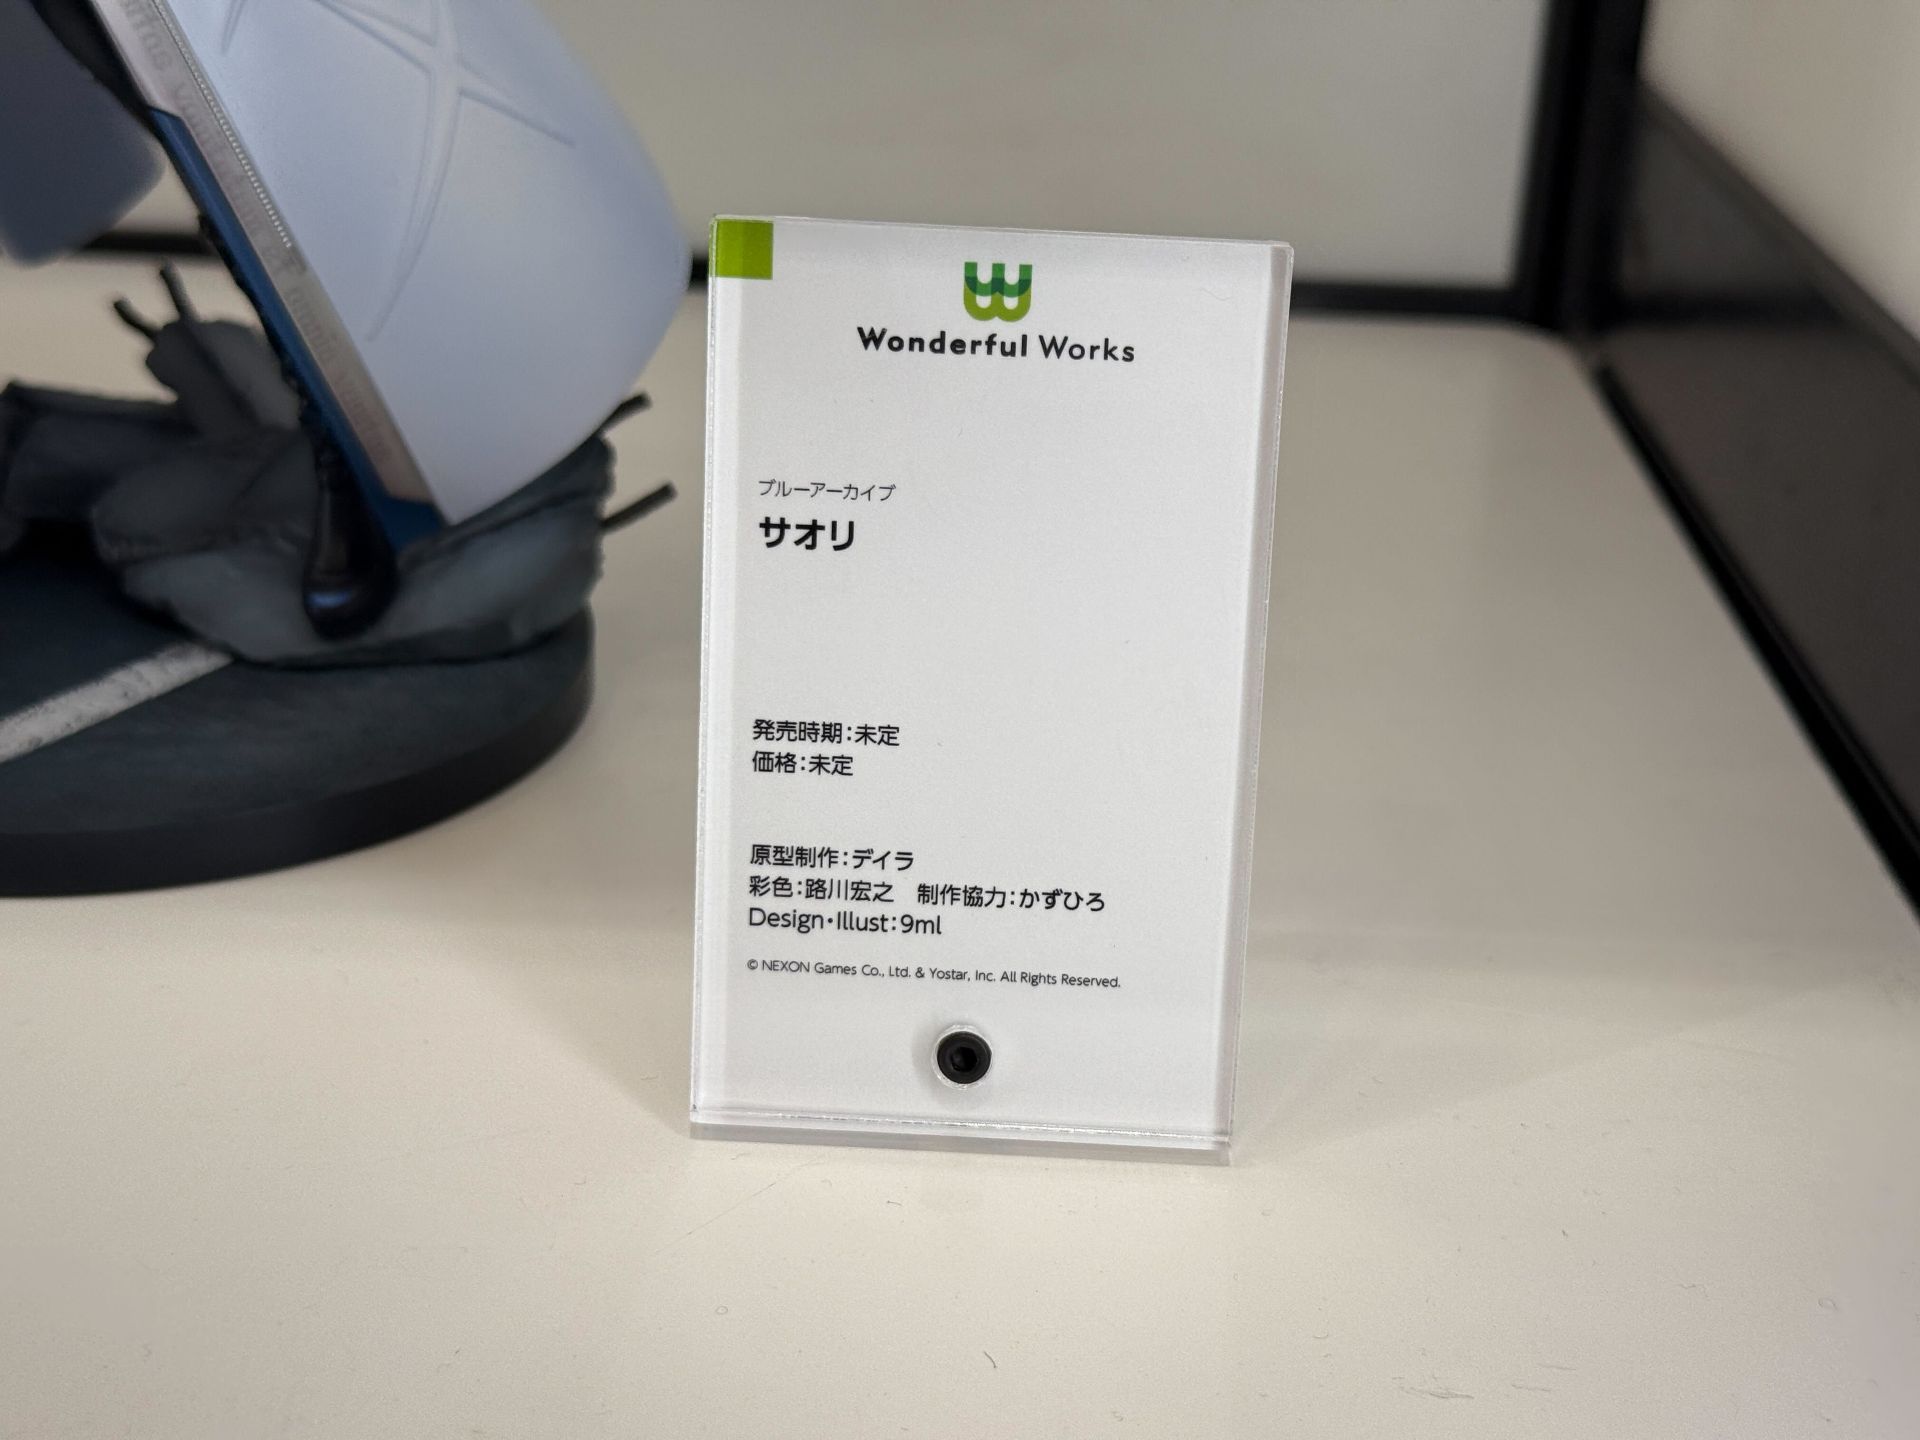 Wonderful Works
ブルーアーカイブ
サオリ
発売時期：未定
価格：未定
原型制作：デイラ
彩色：路川宏之　制作協力：かずひろ
Design・Illust：9ml
© NEXON Games Co., Ltd. & Yostar, Inc. All Rights Reserved.